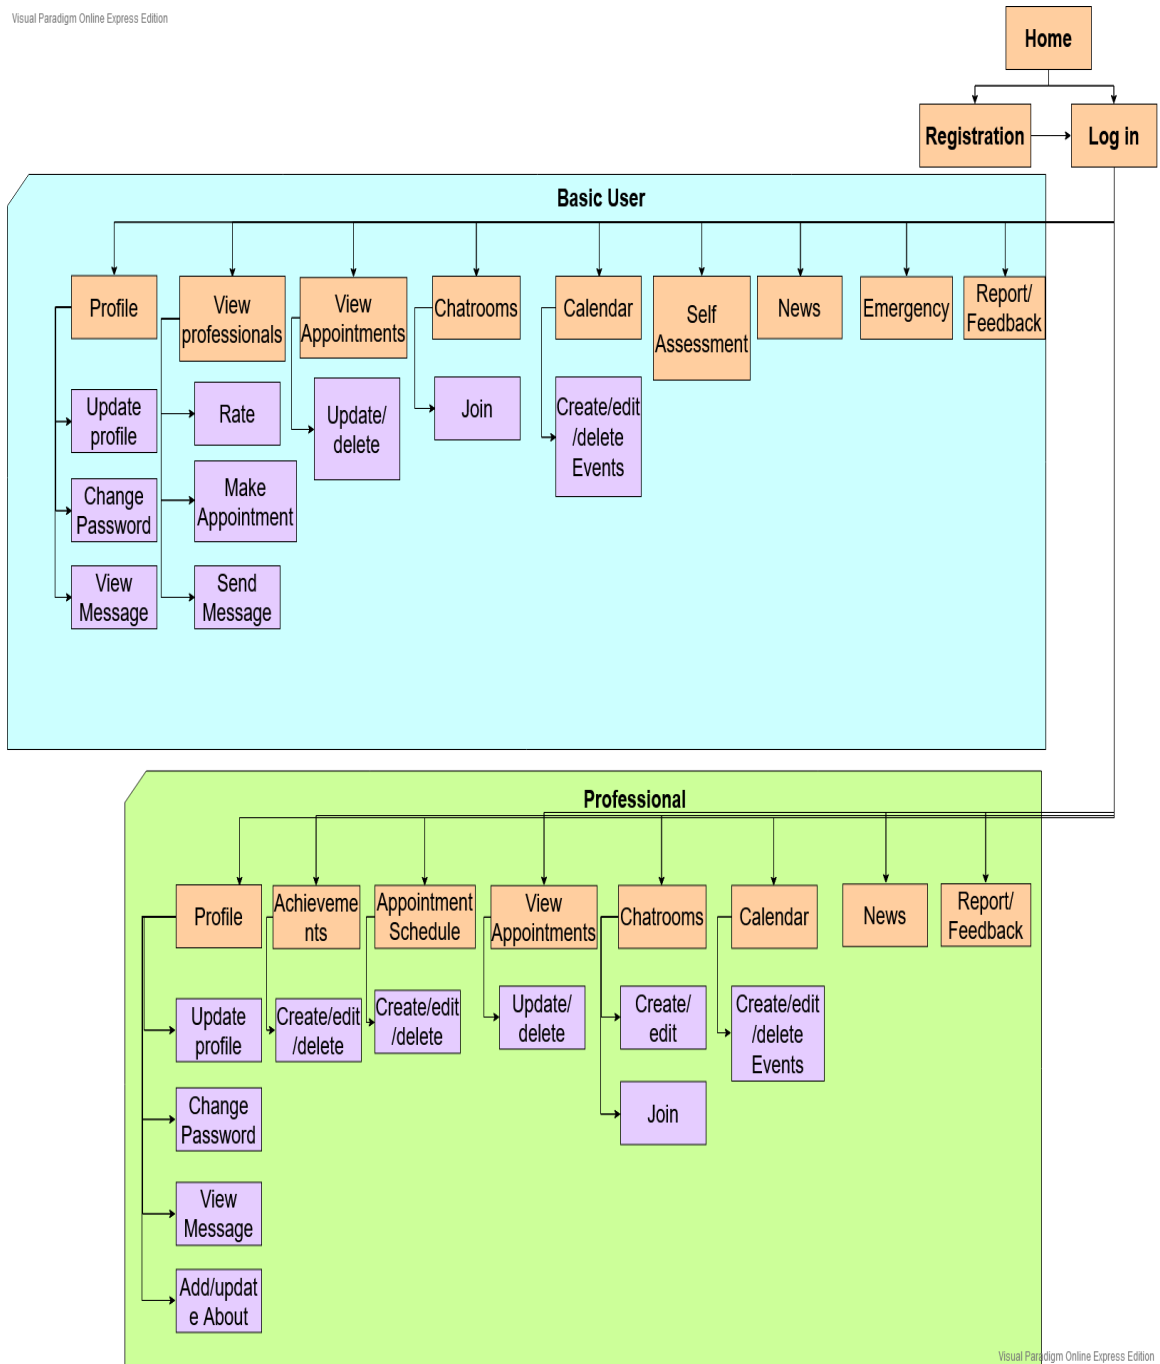 Visual Paradigm Online Express Edition
Home
Registration
Log in
Basic User
Profile
View
professionals
View
Appointments
Chatrooms
Calendar
Self
Assessment
News
Emergency
Report/
Feedback
Update
profile
Rate
Update/
delete
Join
Create/edit
/delete
Events
Change
Password
Make
Appointment
View
Message
Send
Message
Professional
Profile
Achieveme
nts
Appointment
Schedule
View
Appointments
Chatrooms
Calendar
News
Report/
Feedback
Update
profile
Create/edit
/delete
Create/edit
/delete
Update/
delete
Create/
edit
Create/edit
/delete
Events
Change
Password
Join
View
Message
Add/updat
e About
Visual Paradigm Online Express Edition